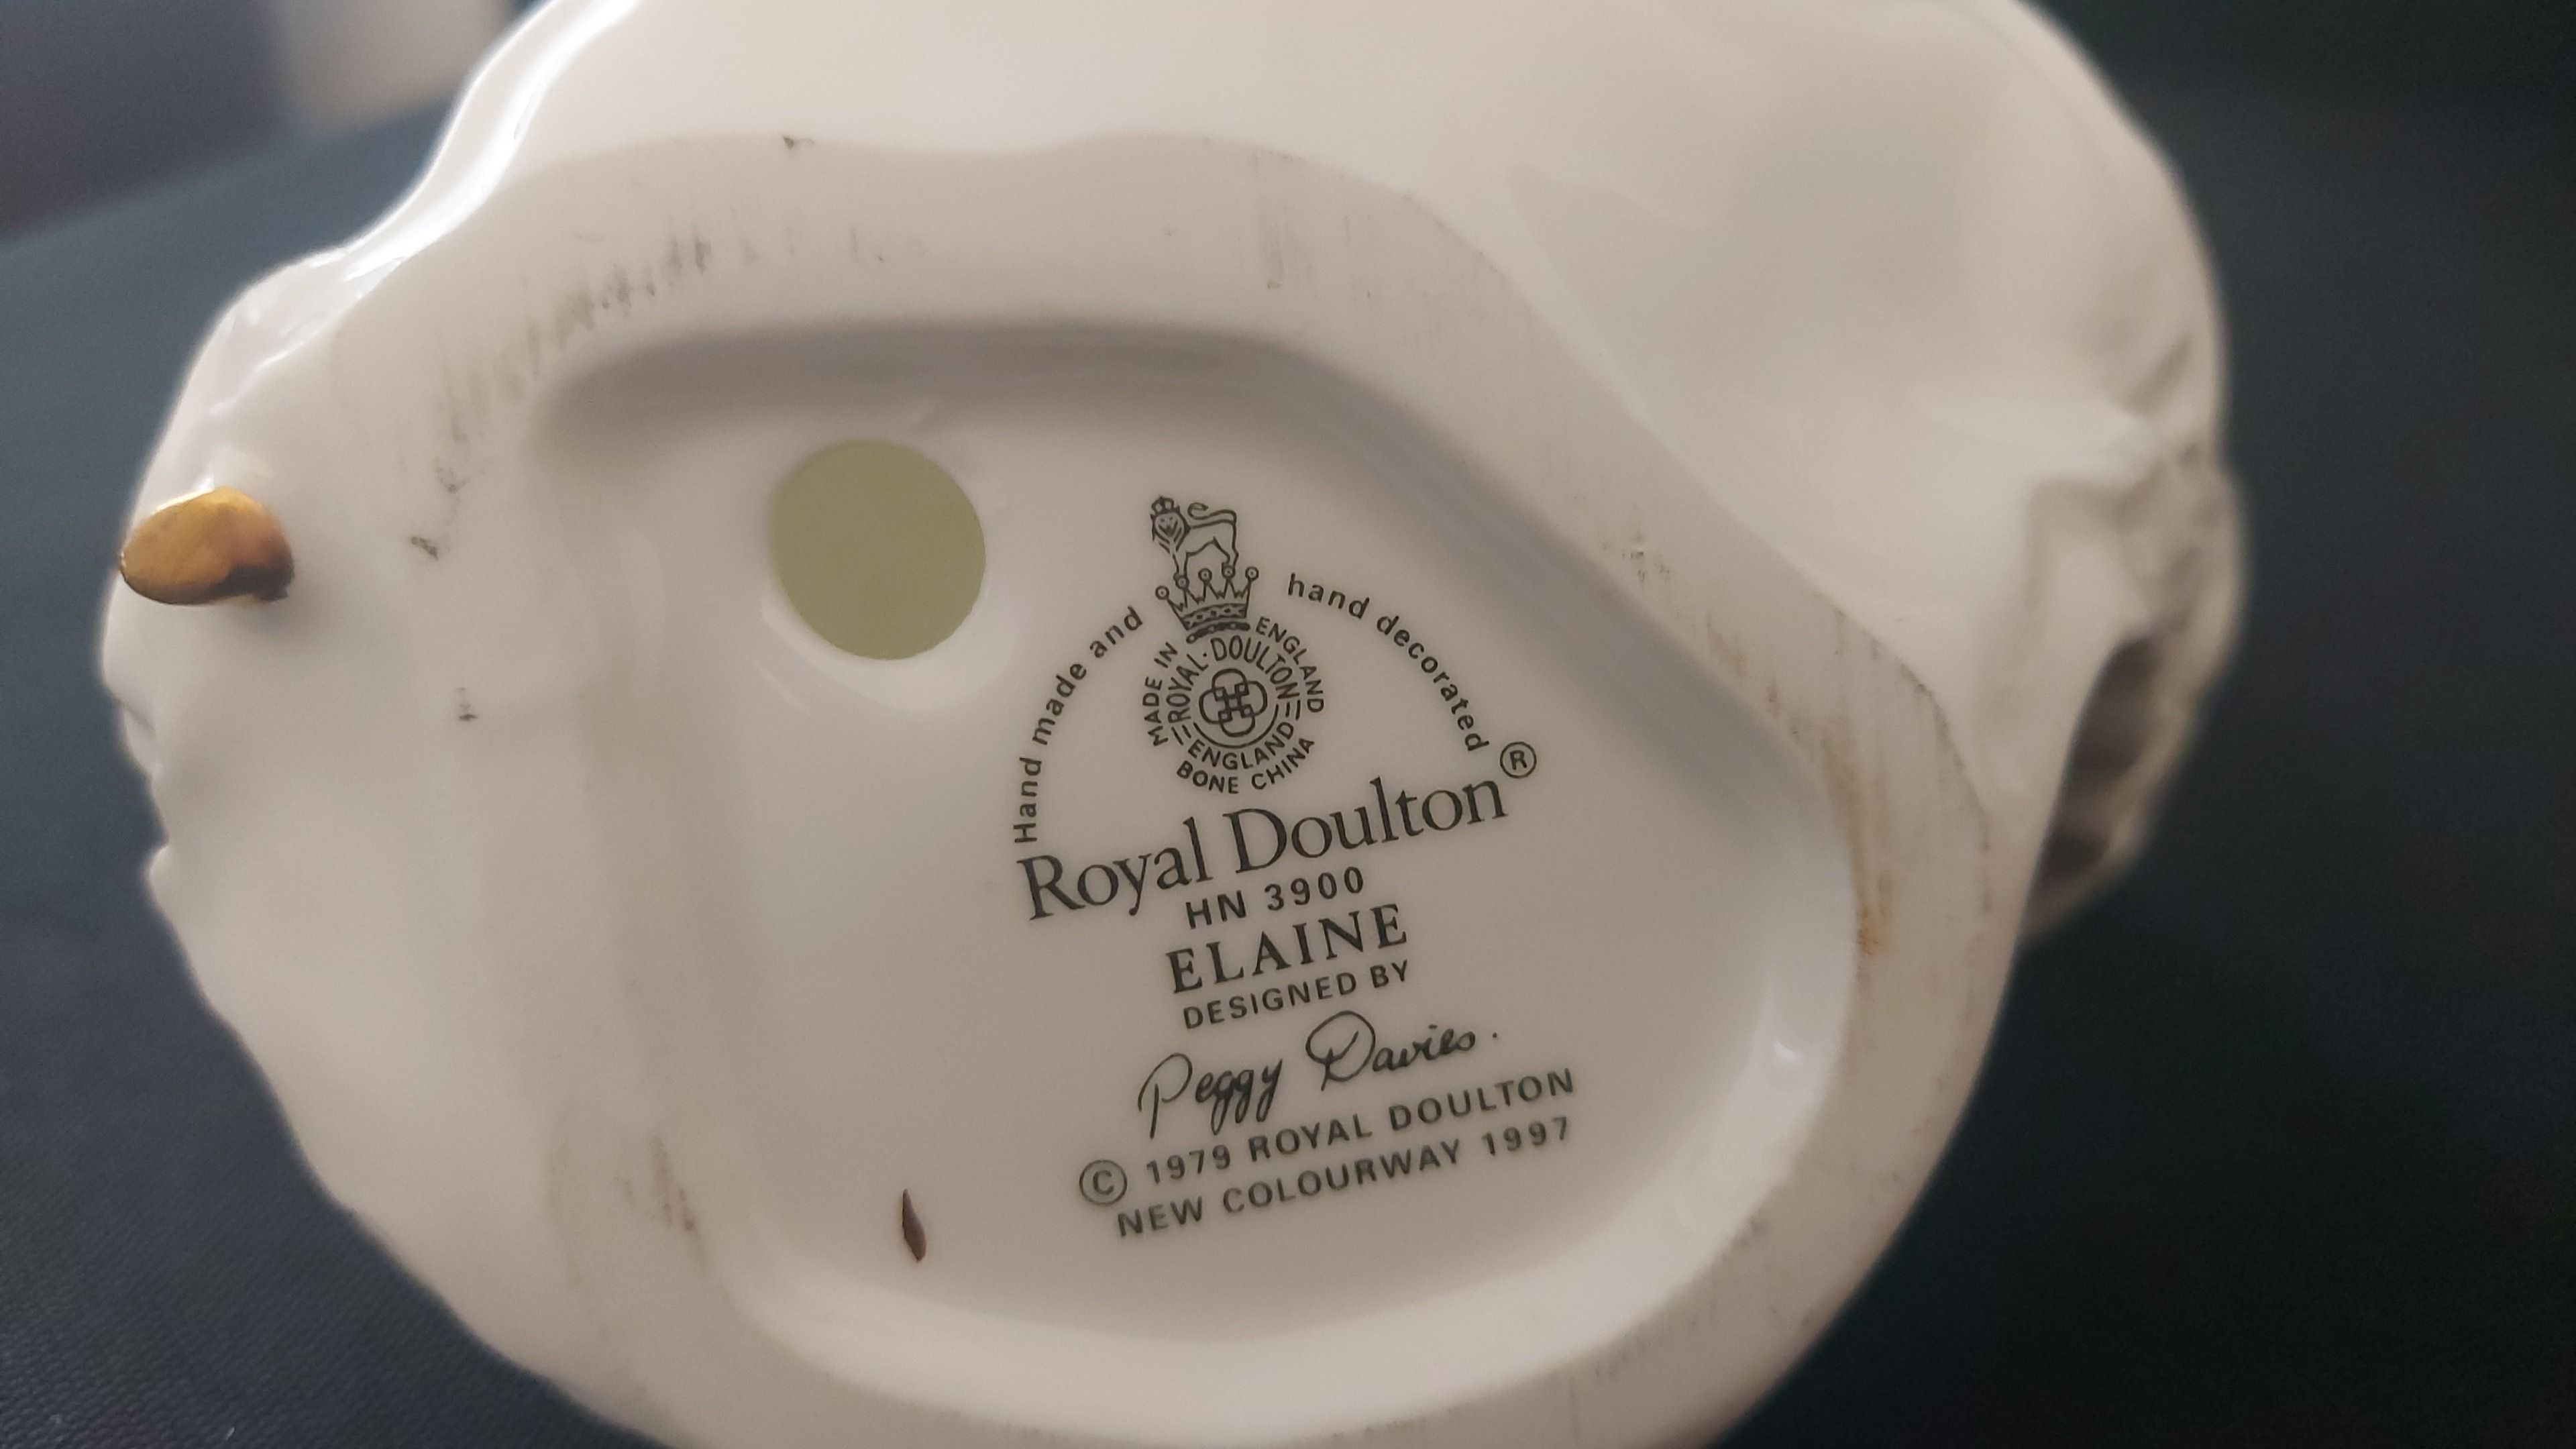 Hand made and hand decorated
MADE IN ENGLAND
ROYAL·DOULTON
ENGLAND
BONE CHINA
Royal Doulton®
HN 3900
ELAINE
DESIGNED BY
Peggy Davies.
© 1979 ROYAL DOULTON
NEW COLOURWAY 1997